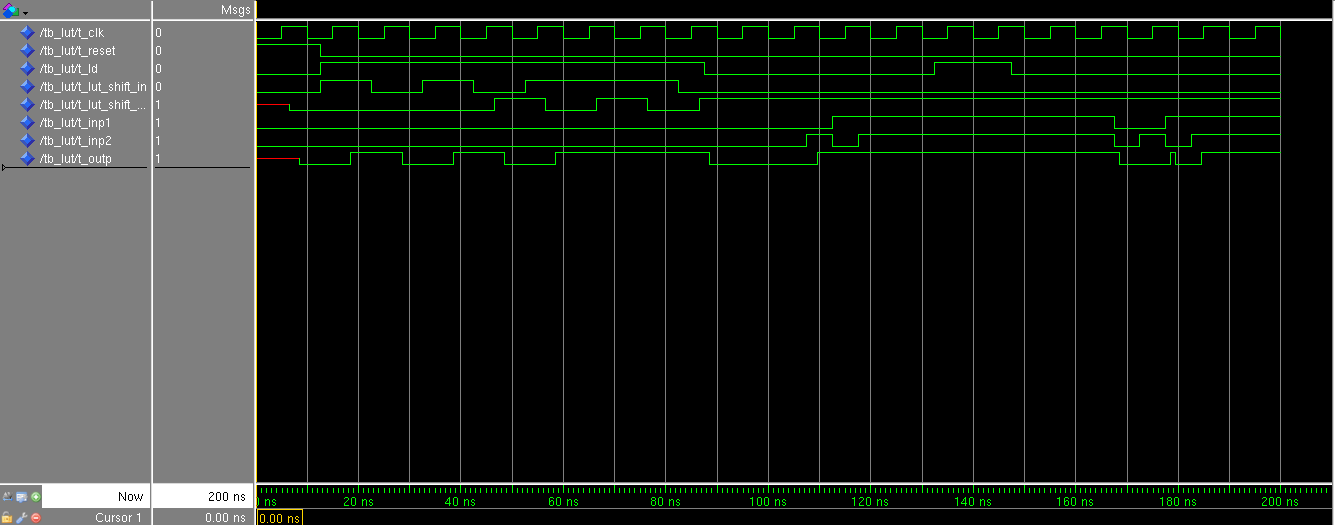 Msgs
/tb_lut/t_clk 0
/tb_lut/t_reset 0
/tb_lut/t_ld 0
/tb_lut/t_lut_shift_in 0
/tb_lut/t_lut_shift_... 1
/tb_lut/t_inp1 1
/tb_lut/t_inp2 1
/tb_lut/t_outp 1
Now 200 ns ns 20 ns 40 ns 60 ns 80 ns 100 ns 120 ns 140 ns 160 ns 180 ns 200 ns
Cursor 1 0.00 ns 0.00 ns